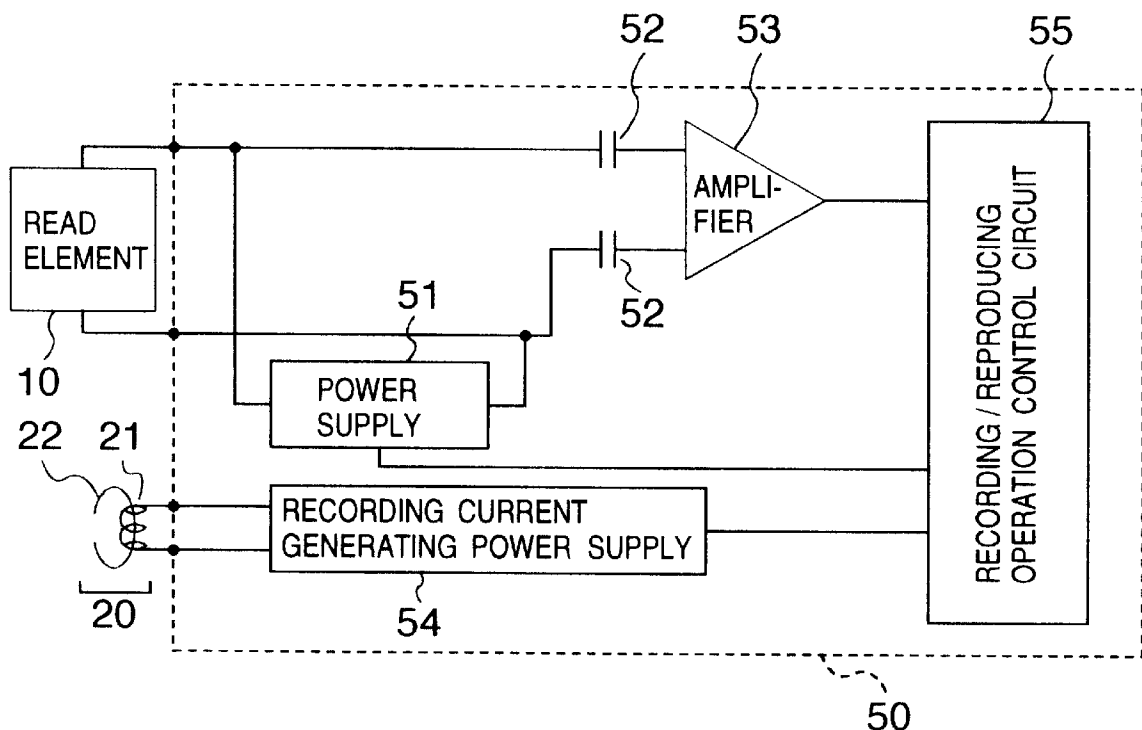 52
53
55
READ
ELEMENT
AMPLI-
FIER
RECORDING / REPRODUCING
OPERATION CONTROL CIRCUIT
51
52
10
POWER
SUPPLY
22
21
RECORDING CURRENT
GENERATING POWER SUPPLY
20
54
50